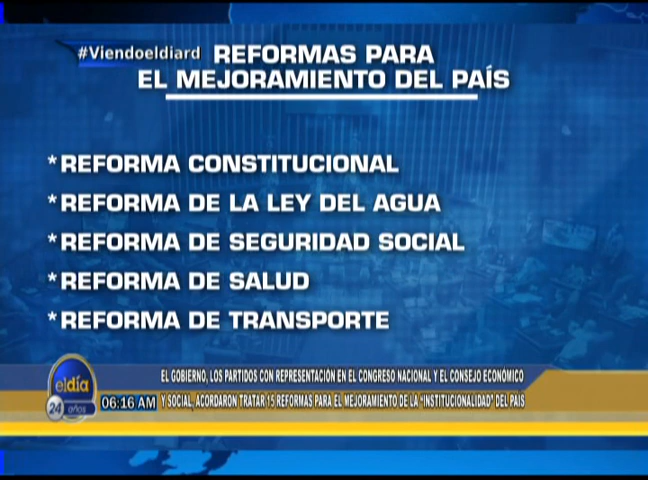 #Viendoeldiard
REFORMAS PARA
EL MEJORAMIENTO DEL PAÍS
*REFORMA CONSTITUCIONAL
*REFORMA DE LA LEY DEL AGUA
*REFORMA DE SEGURIDAD SOCIAL
*REFORMA DE SALUD
*REFORMA DE TRANSPORTE
eldía
24 años
06:16 AM
EL GOBIERNO, LOS PARTIDOS CON REPRESENTACIÓN EN EL CONGRESO NACIONAL Y EL CONSEJO ECONÓMICO
Y SOCIAL, ACORDARON TRATAR 15 REFORMAS PARA EL MEJORAMIENTO DE LA "INSTITUCIONALIDAD" DEL PAÍS